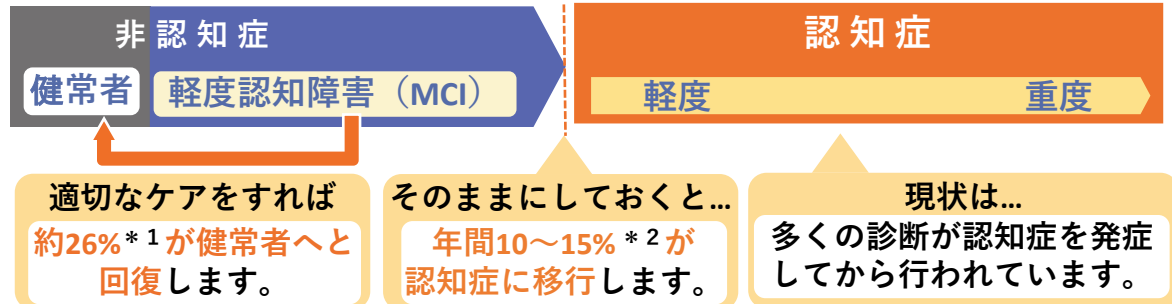 非認知症
認知症
健常者
軽度認知障害（MCI）
軽度
重度
適切なケアをすれば
約26%＊1が健常者へと
回復します。
そのままにしておくと…
年間10～15%＊2が
認知症に移行します。
現状は…
多くの診断が認知症を発症
してから行われています。